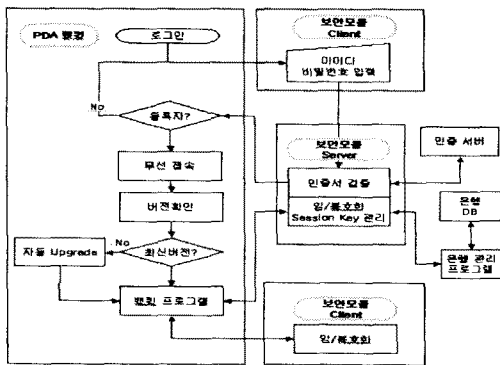 PDA 뱅킹
로그인
보안모듈
Client
아이디
비밀번호 입력
No
등록자?
무선 접속
버전확인
No
최신버전?
자동 Upgrade
뱅킹 프로그램
보안모듈
Server
인증서 검증
암/복호화
Session Key 관리
인증 서버
은행
DB
은행 관리
프로그램
보안모듈
Client
암/복호화